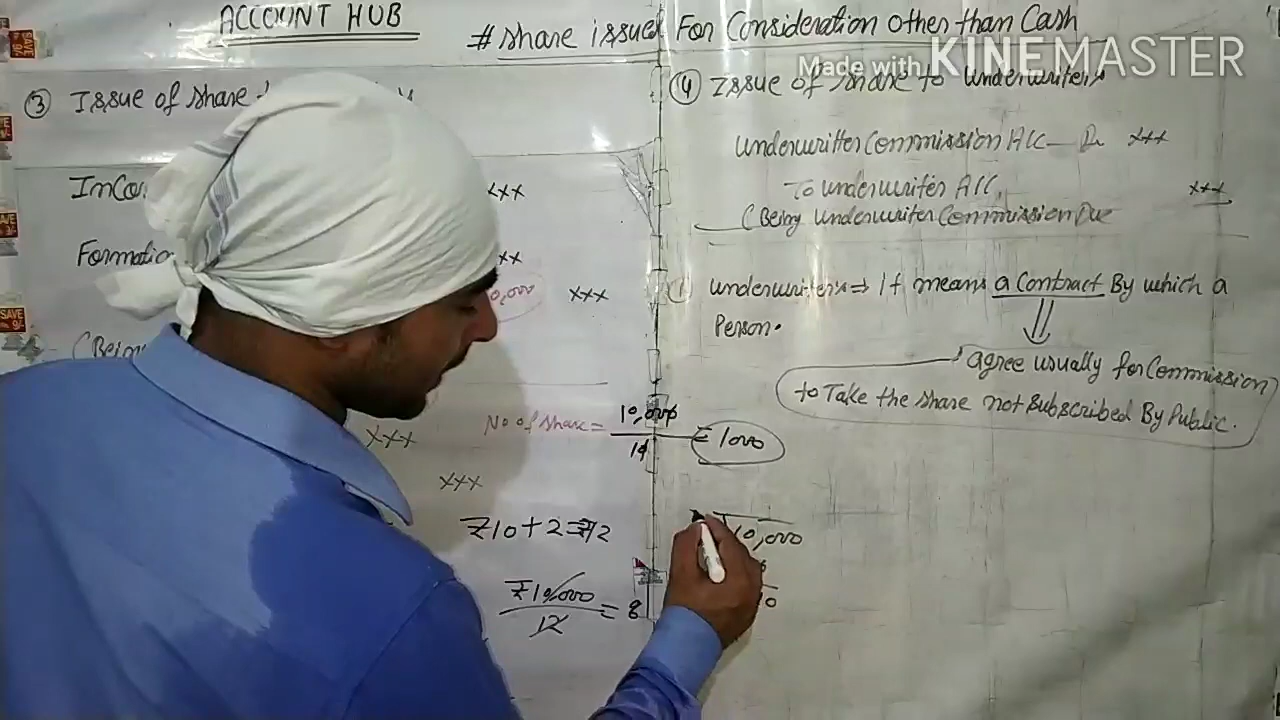 ACCOUNT HUB
# Share issued For Consideration Other than Cash
Made with KINEMASTER
③ Issue of share
④ Issue of share to Underwriters
Underwritter Commission A/C Dr xxx
To underwriter A/C xxx
(Being Underwriter Commission Due
xxx
Formatio
xx
xxx
(Being
underwriters ⇒ It means a Contract By which a
Person.
agree usually for Commission
to Take the share not subscribed By Public.
No of share = 10,000
10
= 1000
xxx
xxx
₹10 + 2 = ₹12
₹10,000
12
= 8
10,000